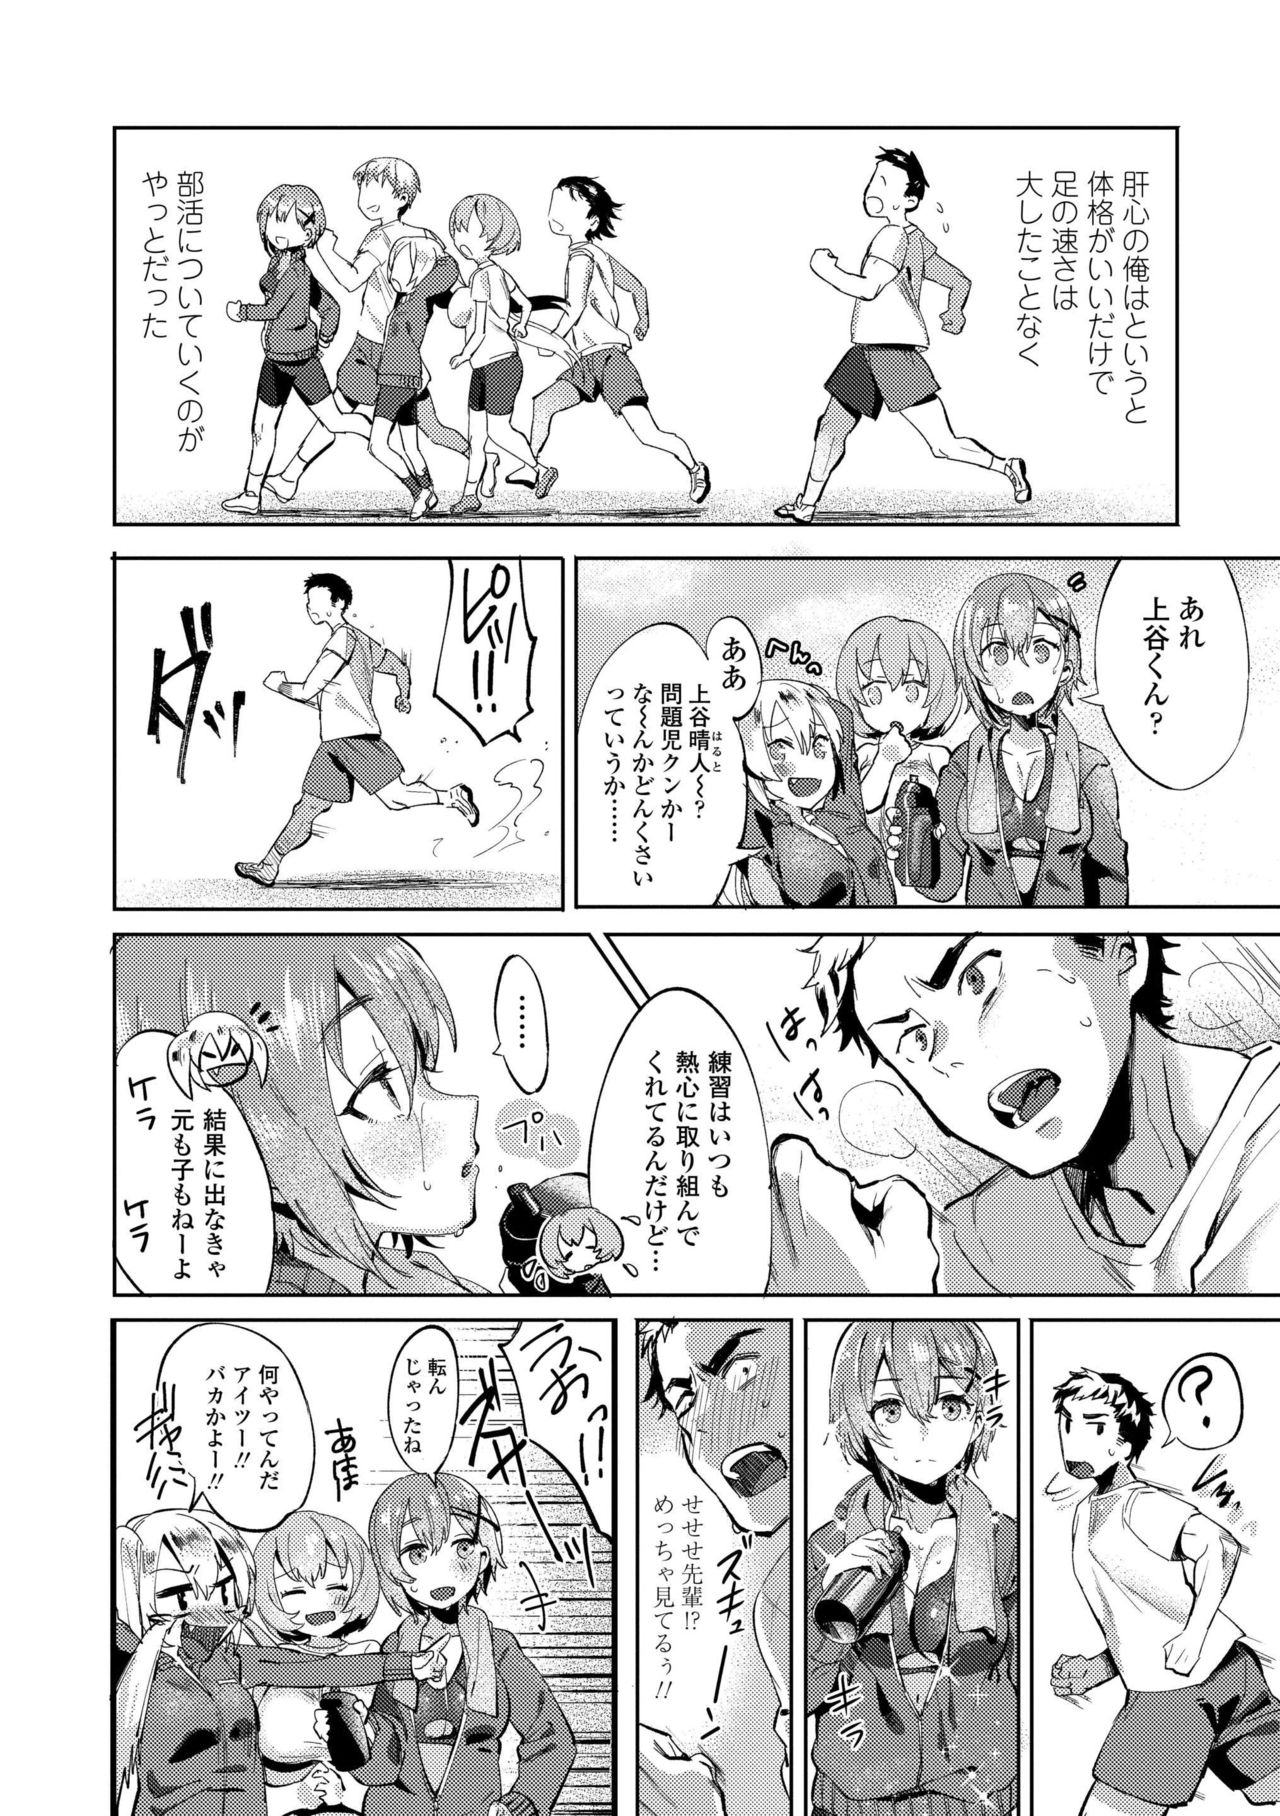 肝心の俺はというと
体格がいいだけで
足の速さは
大したことなく
部活についていくのが
やっとだった
あれ
上谷くん?
へんっ
ああ
上谷晴人〜?
はると
問題児クンかー
な〜んかどんくさい
っていうか……
ピッ!!
ダッ
はっ
はぁっ
練習はいつも
熱心に取り組んで
くれてるんだけど…
……
プハ
結果に出なきゃ
元も子もねーよ
ケラ
ケラ
?
キラ
キラ
せせせ先輩!?
めっちゃ見てるぅ!!
うお!!
転ん
じゃったね
あはは
何やってんだ
アイツー!!
バカかよー!!